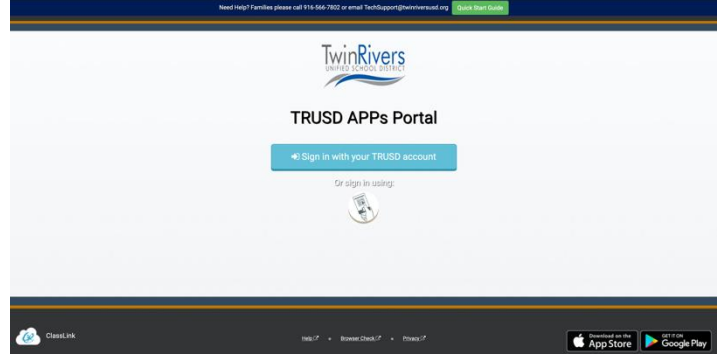 Need Help? Families please call 916-566-7802 or email TechSupport@twinriversusd.org Quick Start Guide
TwinRivers
UNIFIED SCHOOL DISTRICT
TRUSD APPs Portal
Sign in with your TRUSD account
Or sign in using:
ClassLink
Help
Browser Check
Privacy
Download on the
App Store
GET IT ON
Google Play